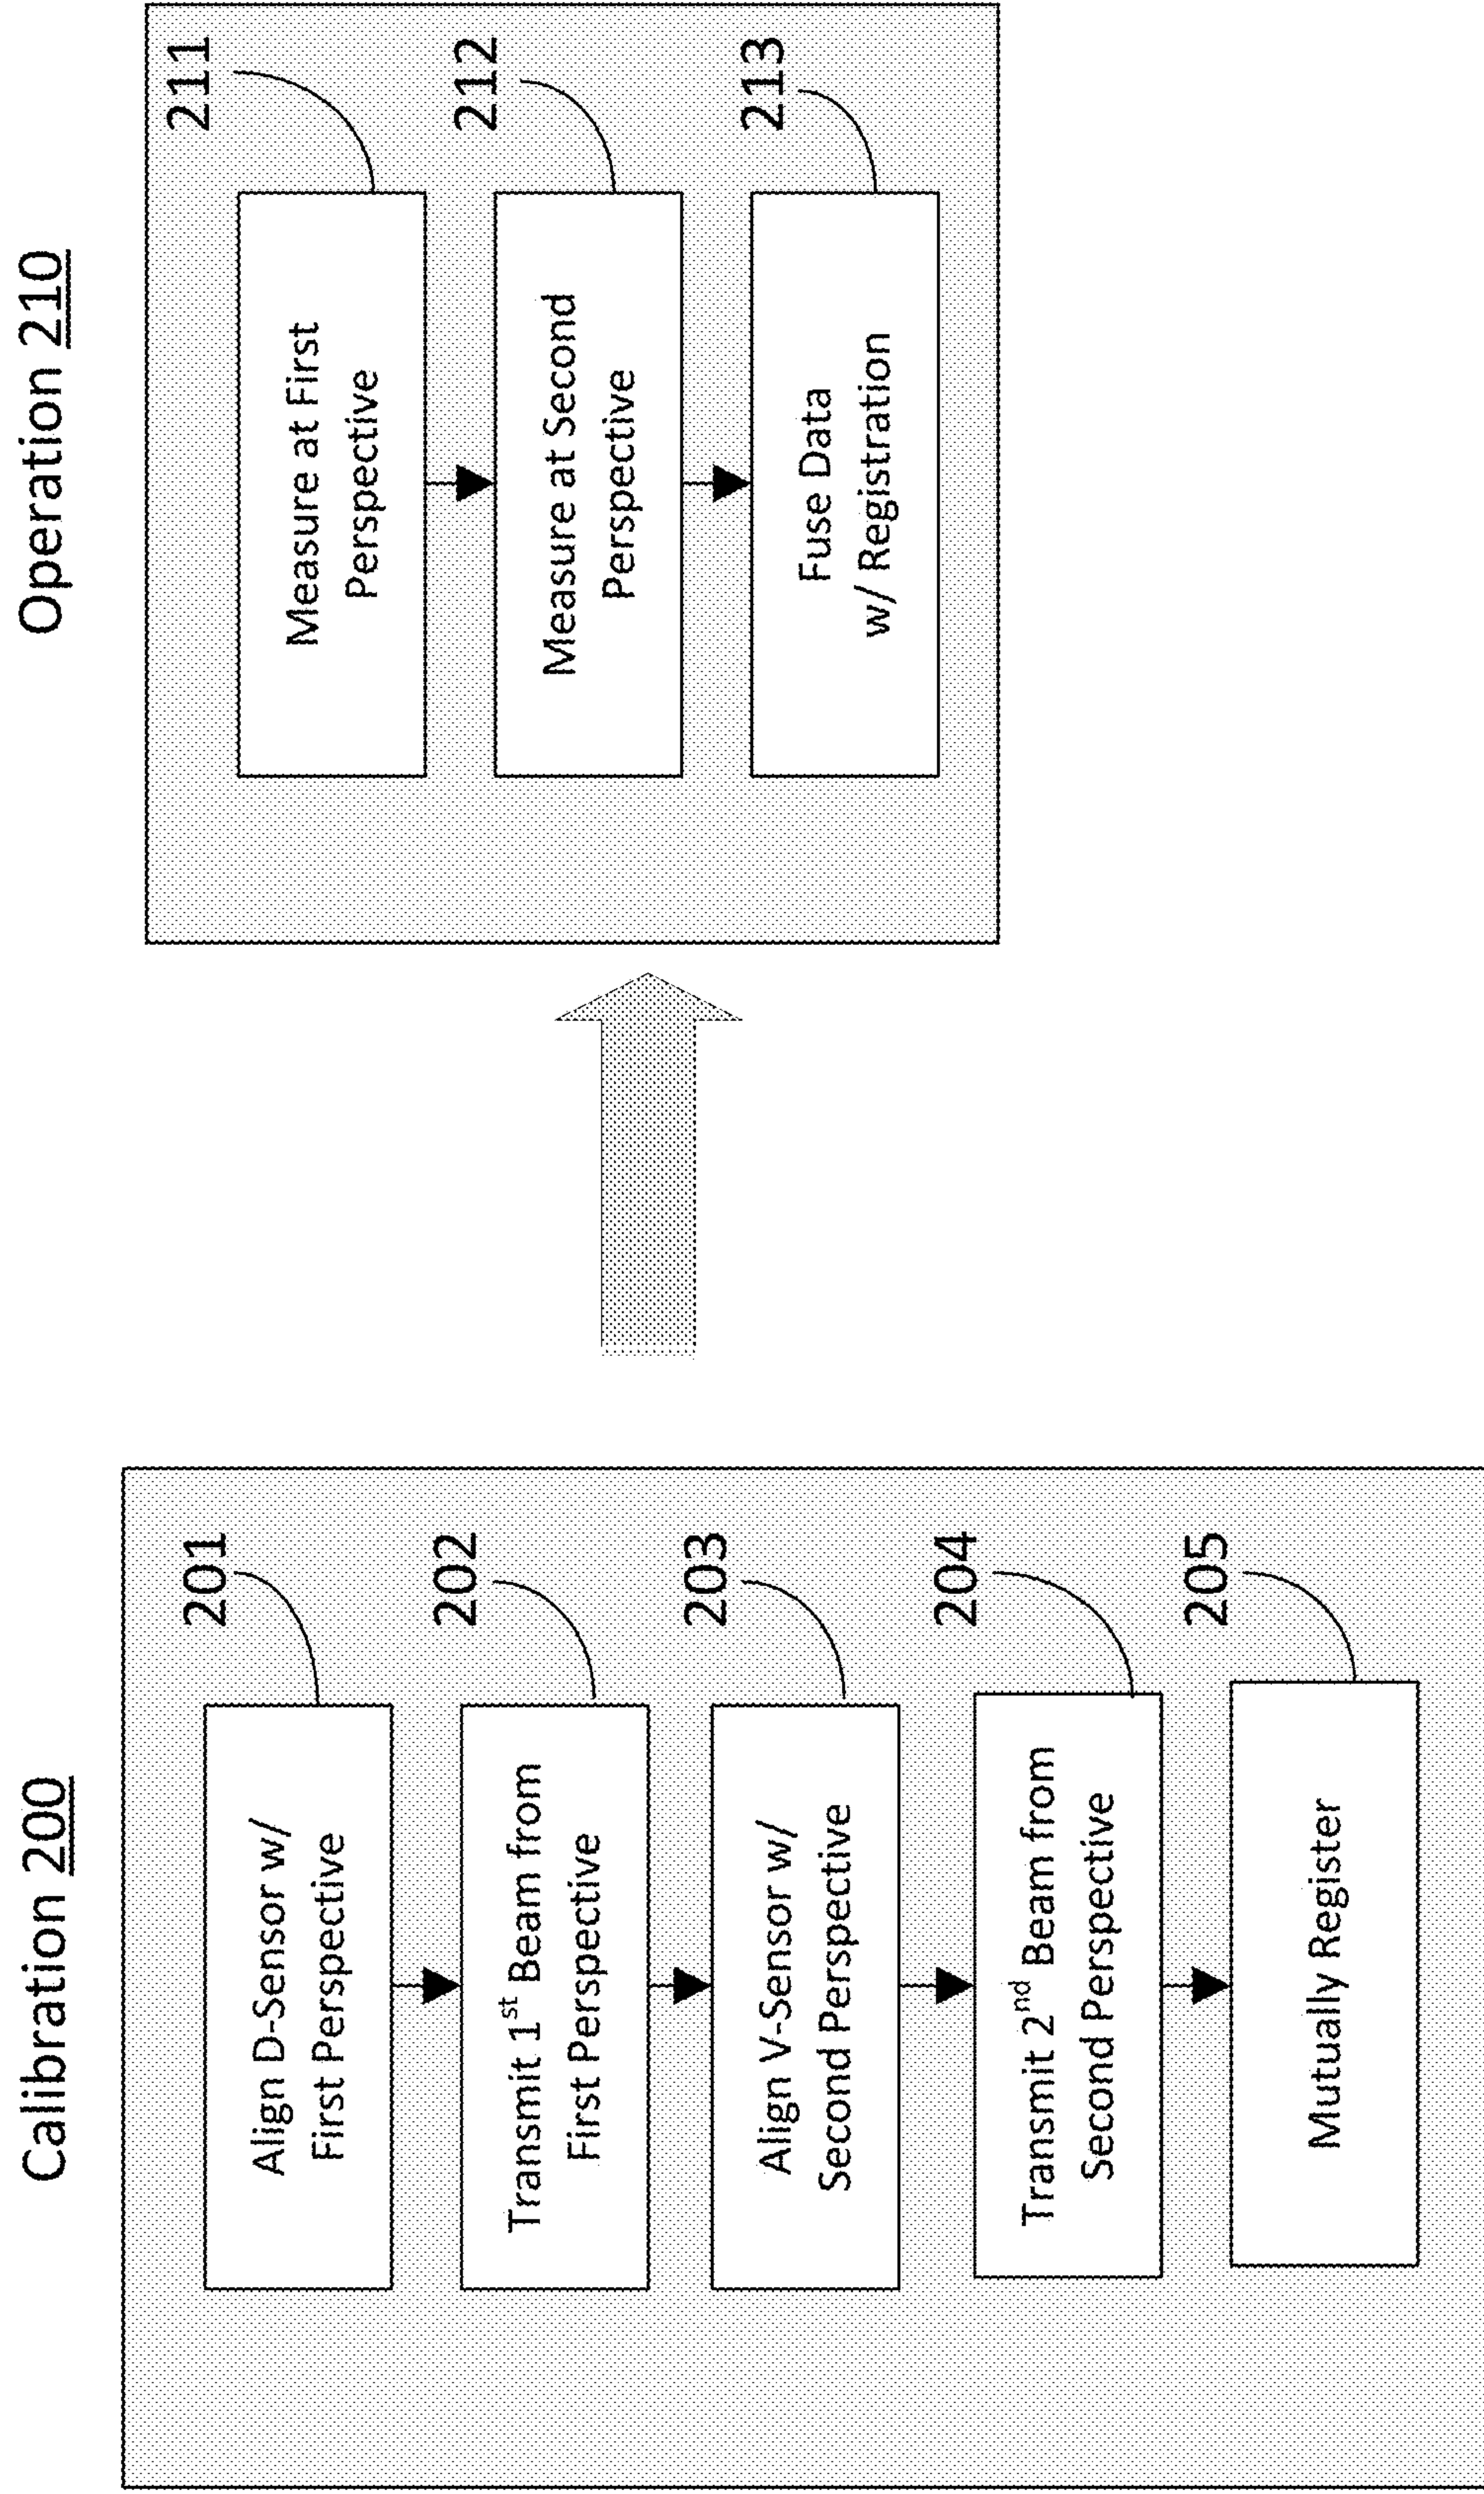 Calibration 200
201
Align D-Sensor w/
First Perspective
202
Transmit 1st Beam from
First Perspective
203
Align V-Sensor w/
Second Perspective
204
Transmit 2nd Beam from
Second Perspective
205
Mutually Register
Operation 210
211
Measure at First
Perspective
212
Measure at Second
Perspective
213
Fuse Data
w/ Registration